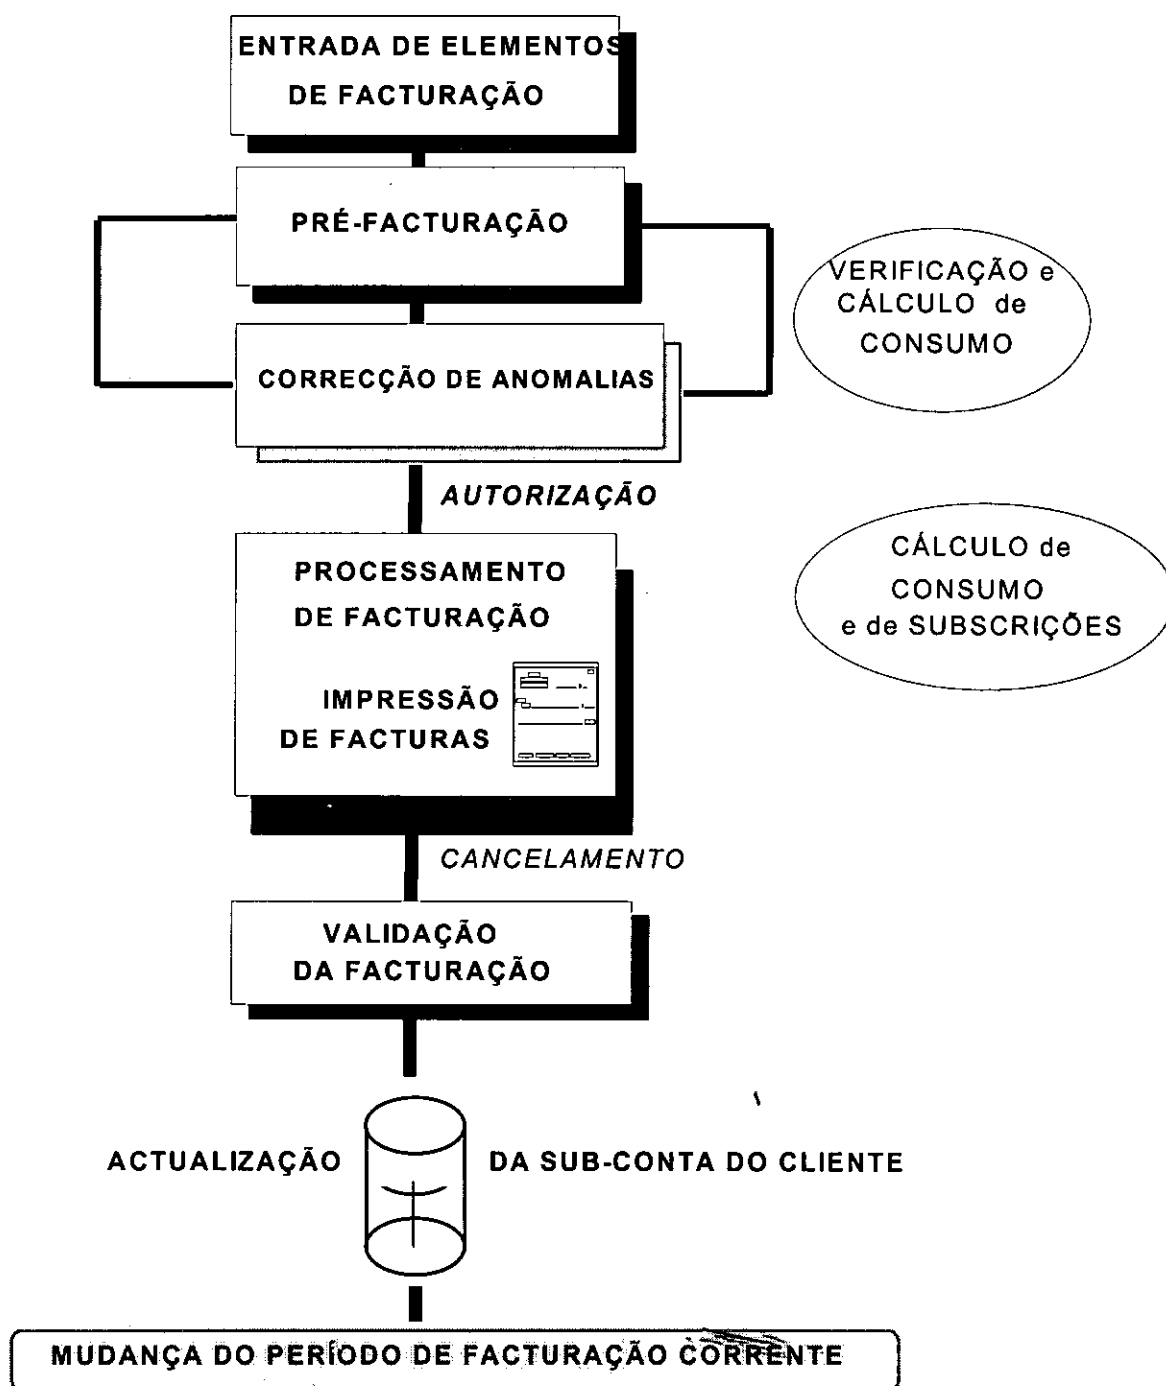 ENTRADA DE ELEMENTOS
DE FACTURAÇÃO
PRÉ-FACTURAÇÃO
VERIFICAÇÃO e
CÁLCULO de
CONSUMO
CORRECÇÃO DE ANOMALIAS
AUTORIZAÇÃO
PROCESSAMENTO
DE FACTURAÇÃO
CÁLCULO de
CONSUMO
e de SUBSCRIÇÕES
IMPRESSÃO
DE FACTURAS
CANCELAMENTO
VALIDAÇÃO
DA FACTURAÇÃO
ACTUALIZAÇÃO DA SUB-CONTA DO CLIENTE
MUDANÇA DO PERÍODO DE FACTURAÇÃO CORRENTE